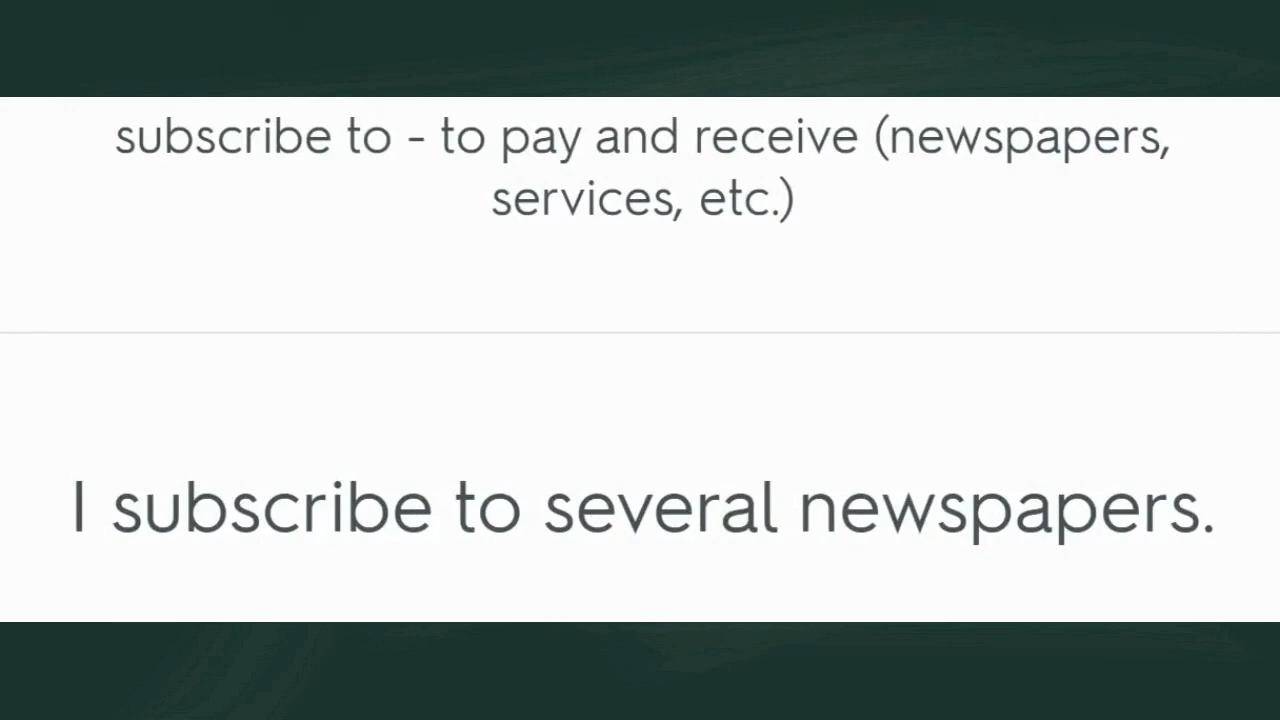 subscribe to - to pay and receive (newspapers,
services, etc.)
I subscribe to several newspapers.